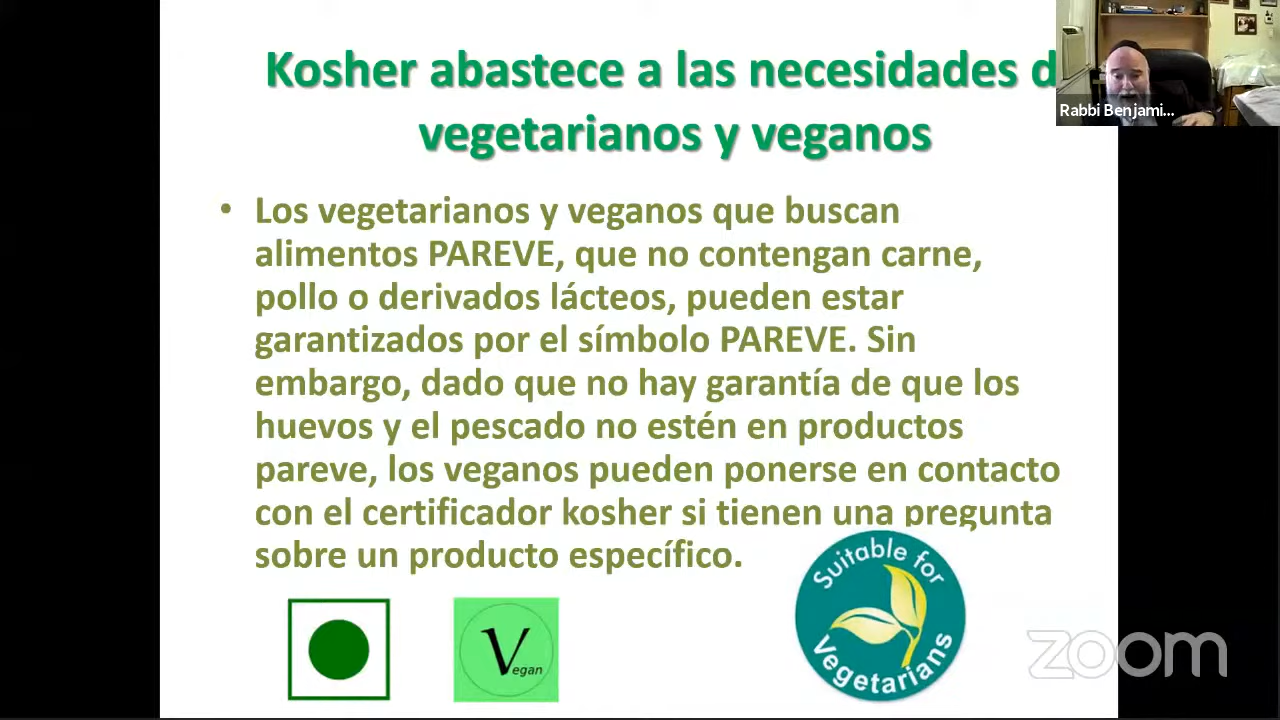 Kosher abastece a las necesidades d
vegetarianos y veganos
Rabbi Benjami...
• Los vegetarianos y veganos que buscan
alimentos PAREVE, que no contengan carne,
pollo o derivados lácteos, pueden estar
garantizados por el símbolo PAREVE. Sin
embargo, dado que no hay garantía de que los
huevos y el pescado no estén en productos
pareve, los veganos pueden ponerse en contacto
con el certificador kosher si tienen una pregunta
sobre un producto específico.
Vegan
Suitable for
Vegetarians
zoom